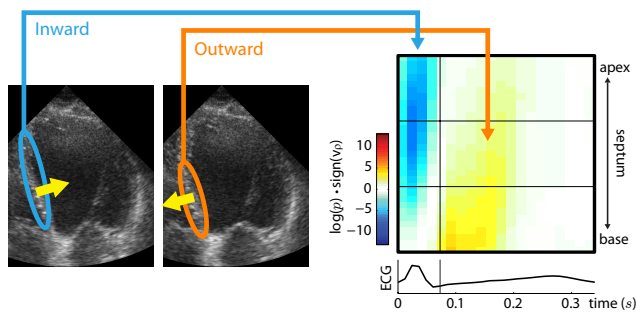 Inward
Outward
apex
septum
base
log(p) • sign(vρ)
10
5
0
−5
−10
ECG
0
0.1
0.2
0.3
time (s)